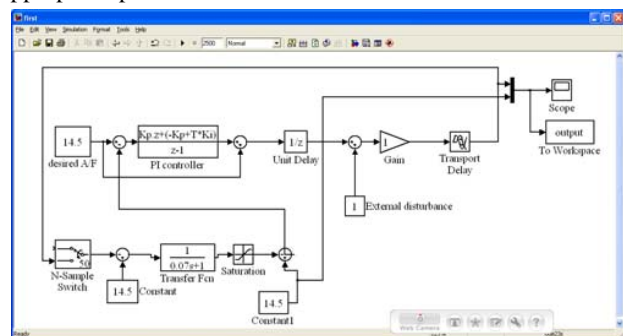 first
File Edit View Simulation Format Tools Help
2500 Normal
Scope
output
To Workspace
14.5
desired A/F
Kp.z+(-Kp+T*Ki)
z-1
PI controller
1/z
Unit Delay
1
Gain
Transport
Delay
1
External disturbance
50
N-Sample
Switch
14.5
Constant
1
0.07s+1
Transfer Fcn
Saturation
14.5
Constant1
Web Camera
Ready